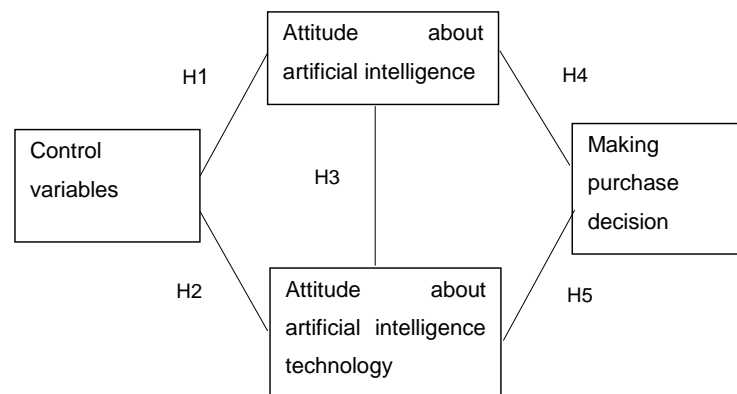 Attitude about
artificial intelligence
H1
H4
Control
variables
H3
Making
purchase
decision
H2
Attitude about
artificial intelligence
technology
H5